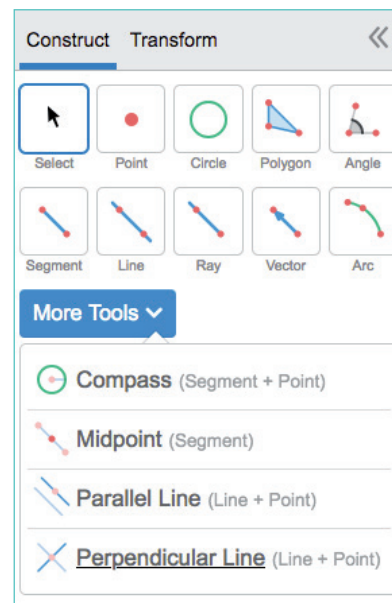 Construct Transform
Select Point Circle Polygon Angle
Segment Line Ray Vector Arc
More Tools
Compass (Segment + Point)
Midpoint (Segment)
Parallel Line (Line + Point)
Perpendicular Line (Line + Point)